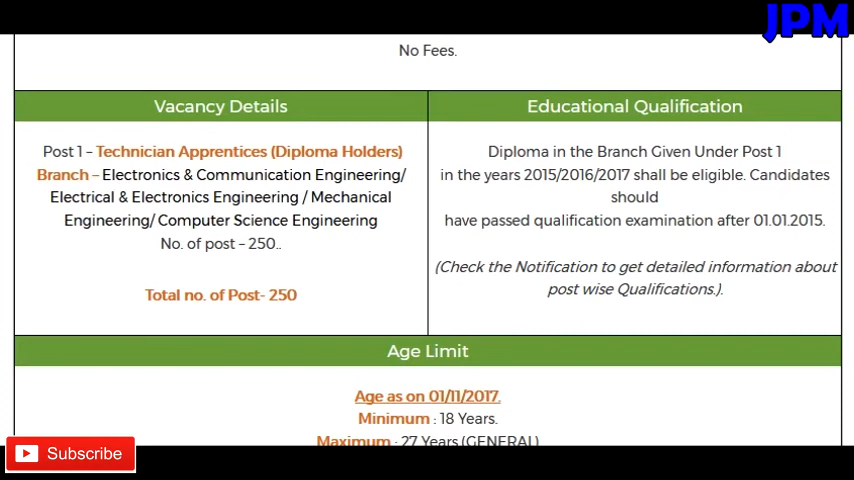 JPM
No Fees.
Vacancy Details
Educational Qualification
Post 1 – Technician Apprentices (Diploma Holders)
Branch – Electronics & Communication Engineering/
Electrical & Electronics Engineering / Mechanical
Engineering/ Computer Science Engineering
No. of post – 250..
Total no. of Post- 250
Diploma in the Branch Given Under Post 1
in the years 2015/2016/2017 shall be eligible. Candidates
should
have passed qualification examination after 01.01.2015.
(Check the Notification to get detailed information about
post wise Qualifications.).
Age Limit
Age as on 01/11/2017.
Minimum : 18 Years.
Maximum : 27 Years (GENERAL)
Subscribe